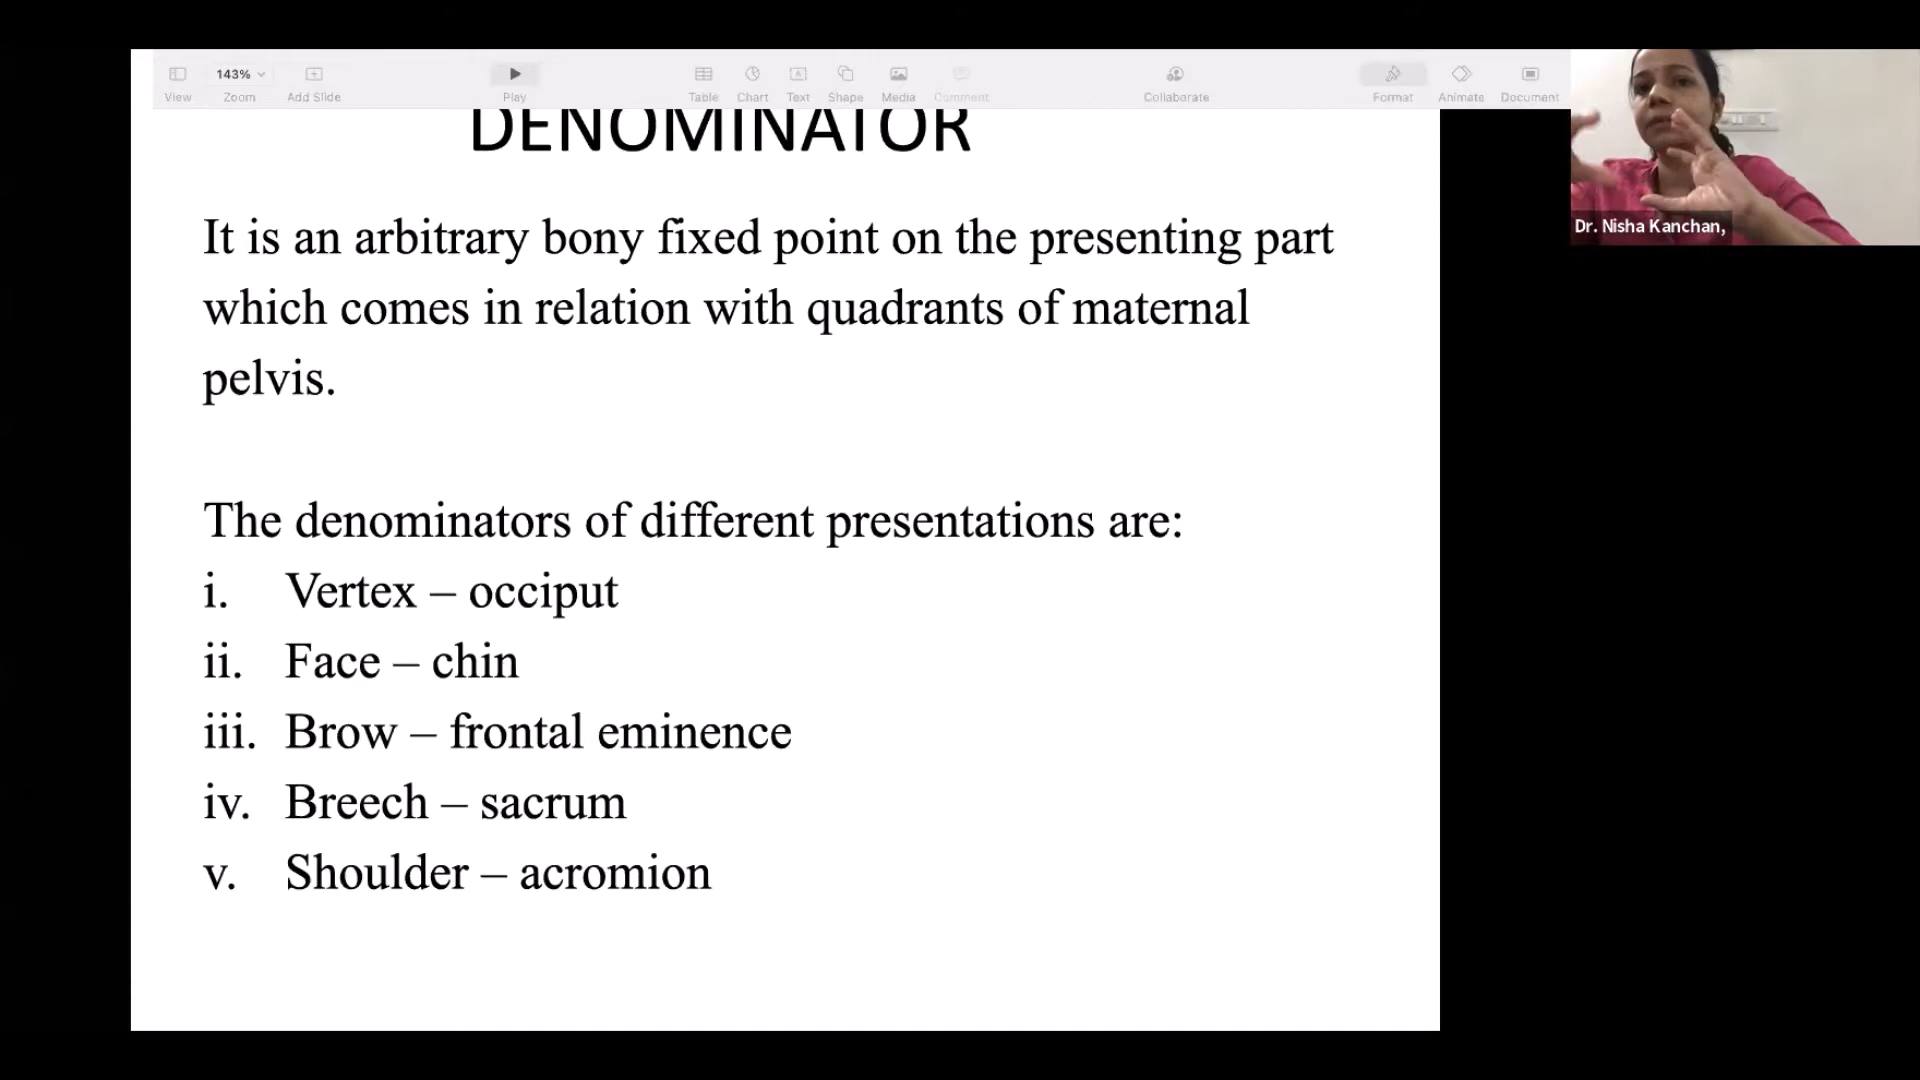 143%
View Zoom Add Slide Play Table Chart Text Shape Media Comment Collaborate Format Animate Document
DENOMINATOR
Dr. Nisha Kanchan,
It is an arbitrary bony fixed point on the presenting part
which comes in relation with quadrants of maternal
pelvis.
The denominators of different presentations are:
i. Vertex – occiput
ii. Face – chin
iii. Brow – frontal eminence
iv. Breech – sacrum
v. Shoulder – acromion